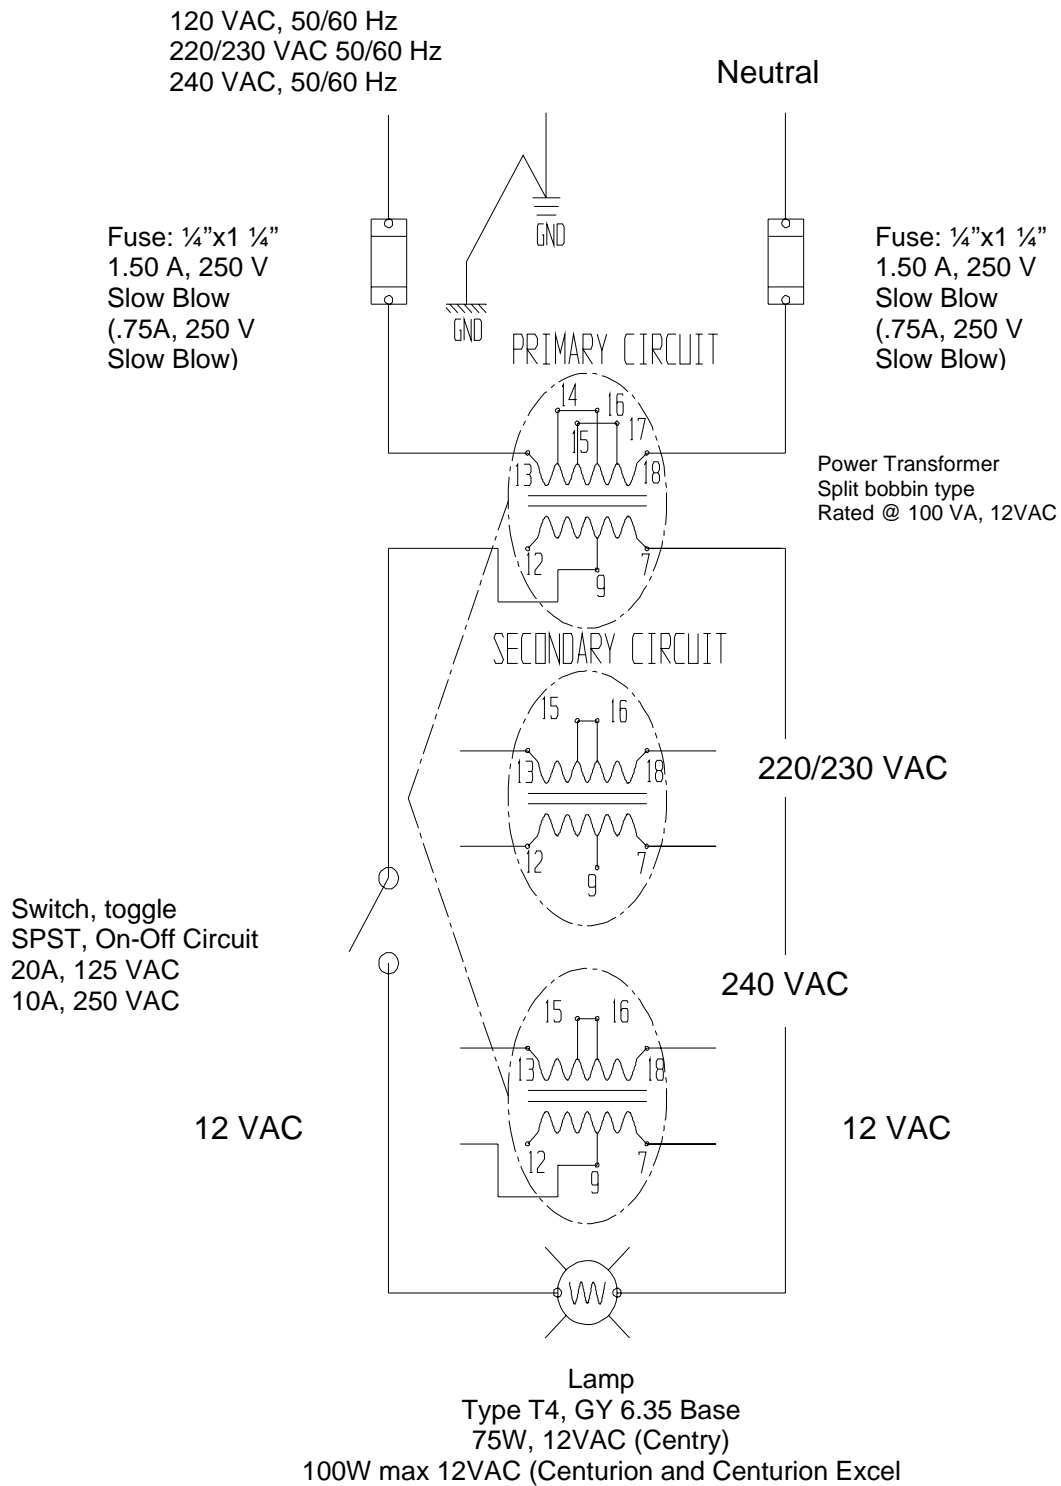 120 VAC, 50/60 Hz
220/230 VAC 50/60 Hz
240 VAC, 50/60 Hz
Neutral
Fuse: ¼”x1 ¼”
1.50 A, 250 V
Slow Blow
(.75A, 250 V
Slow Blow)
GND
GND
Fuse: ¼”x1 ¼”
1.50 A, 250 V
Slow Blow
(.75A, 250 V
Slow Blow)
PRIMARY CIRCUIT
14
16
15
17
13
18
Power Transformer
Split bobbin type
Rated @ 100 VA, 12VAC
12
9
7
SECONDARY CIRCUIT
15
16
13
18
220/230 VAC
12
9
7
Switch, toggle
SPST, On-Off Circuit
20A, 125 VAC
10A, 250 VAC
240 VAC
15
16
13
18
12 VAC
12
9
7
12 VAC
Lamp
Type T4, GY 6.35 Base
75W, 12VAC (Centry)
100W max 12VAC (Centurion and Centurion Excel